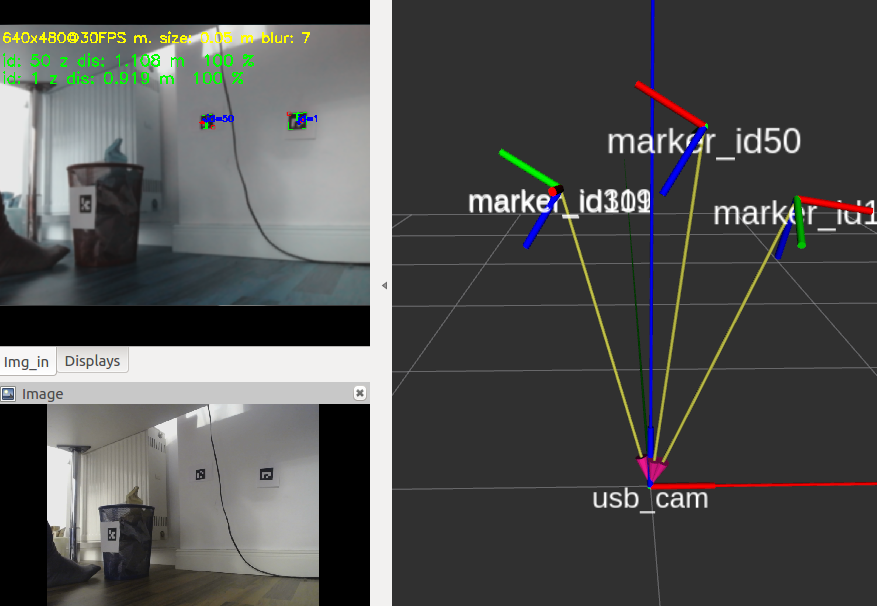 640x480@30FPS m. size: 0.05 m blur: 7
id: 50 z dis: 1.108 m 100 %
id: 1 z dis: 0.919 m 100 %
id=50
id=1
Img_in
Displays
Image
marker_id50
marker_id1
usb_cam